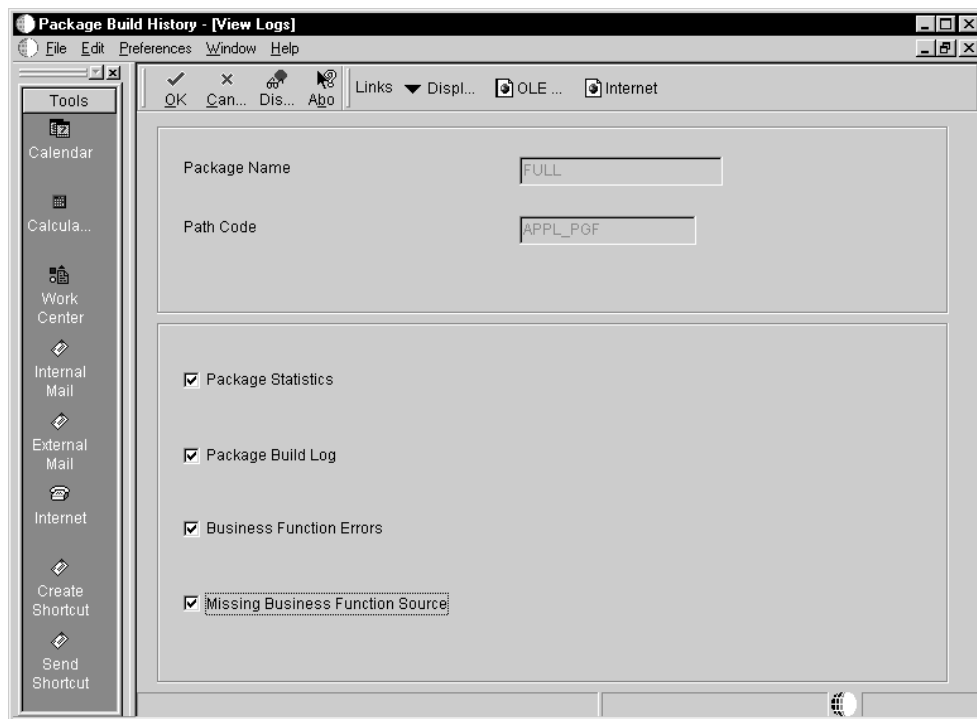 Package Build History - [View Logs]
File Edit Preferences Window Help
Tools
Calendar
Calcula...
Work
Center
Internal
Mail
External
Mail
Internet
Create
Shortcut
Send
Shortcut
OK Can... Dis... Abo Links Displ... OLE ... Internet
Package Name FULL
Path Code APPL_PGF
Package Statistics
Package Build Log
Business Function Errors
Missing Business Function Source